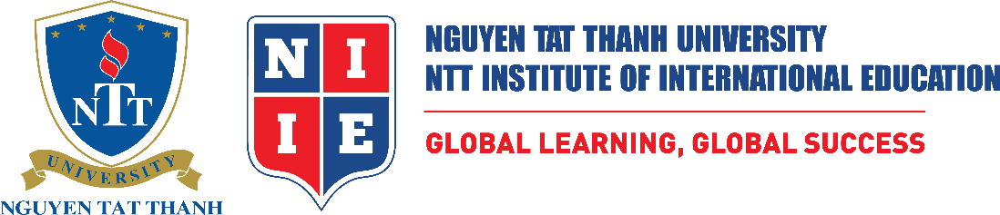 NTT
UNIVERSITY
NGUYEN TAT THANH
N I
I E
NGUYEN TAT THANH UNIVERSITY
NTT INSTITUTE OF INTERNATIONAL EDUCATION
GLOBAL LEARNING, GLOBAL SUCCESS